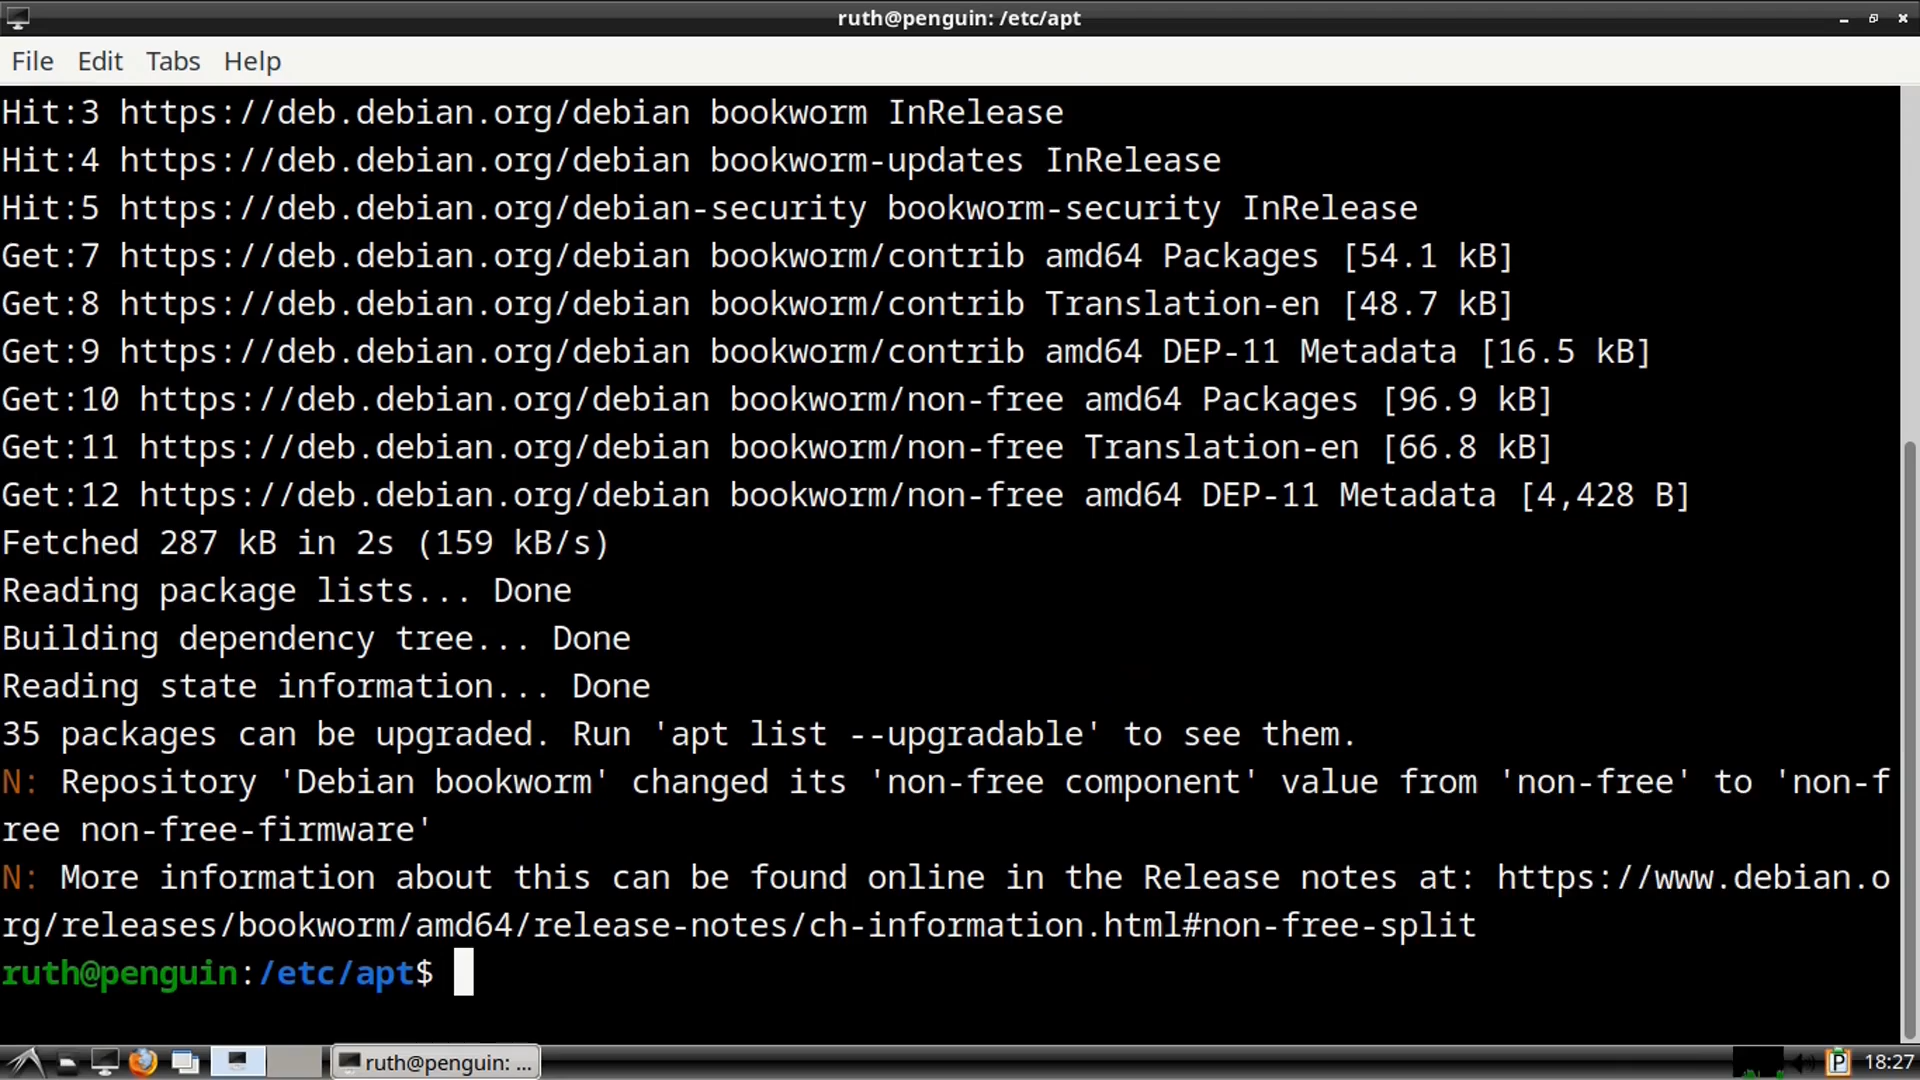 ruth@penguin: /etc/apt
File Edit Tabs Help
Hit:3 https://deb.debian.org/debian bookworm InRelease
Hit:4 https://deb.debian.org/debian bookworm-updates InRelease
Hit:5 https://deb.debian.org/debian-security bookworm-security InRelease
Get:7 https://deb.debian.org/debian bookworm/contrib amd64 Packages [54.1 kB]
Get:8 https://deb.debian.org/debian bookworm/contrib Translation-en [48.7 kB]
Get:9 https://deb.debian.org/debian bookworm/contrib amd64 DEP-11 Metadata [16.5 kB]
Get:10 https://deb.debian.org/debian bookworm/non-free amd64 Packages [96.9 kB]
Get:11 https://deb.debian.org/debian bookworm/non-free Translation-en [66.8 kB]
Get:12 https://deb.debian.org/debian bookworm/non-free amd64 DEP-11 Metadata [4,428 B]
Fetched 287 kB in 2s (159 kB/s)
Reading package lists... Done
Building dependency tree... Done
Reading state information... Done
35 packages can be upgraded. Run 'apt list --upgradable' to see them.
N: Repository 'Debian bookworm' changed its 'non-free component' value from 'non-free' to 'non-f
ree non-free-firmware'
N: More information about this can be found online in the Release notes at: https://www.debian.o
rg/releases/bookworm/amd64/release-notes/ch-information.html#non-free-split
ruth@penguin:/etc/apt$
ruth@penguin: ...
P
18:27